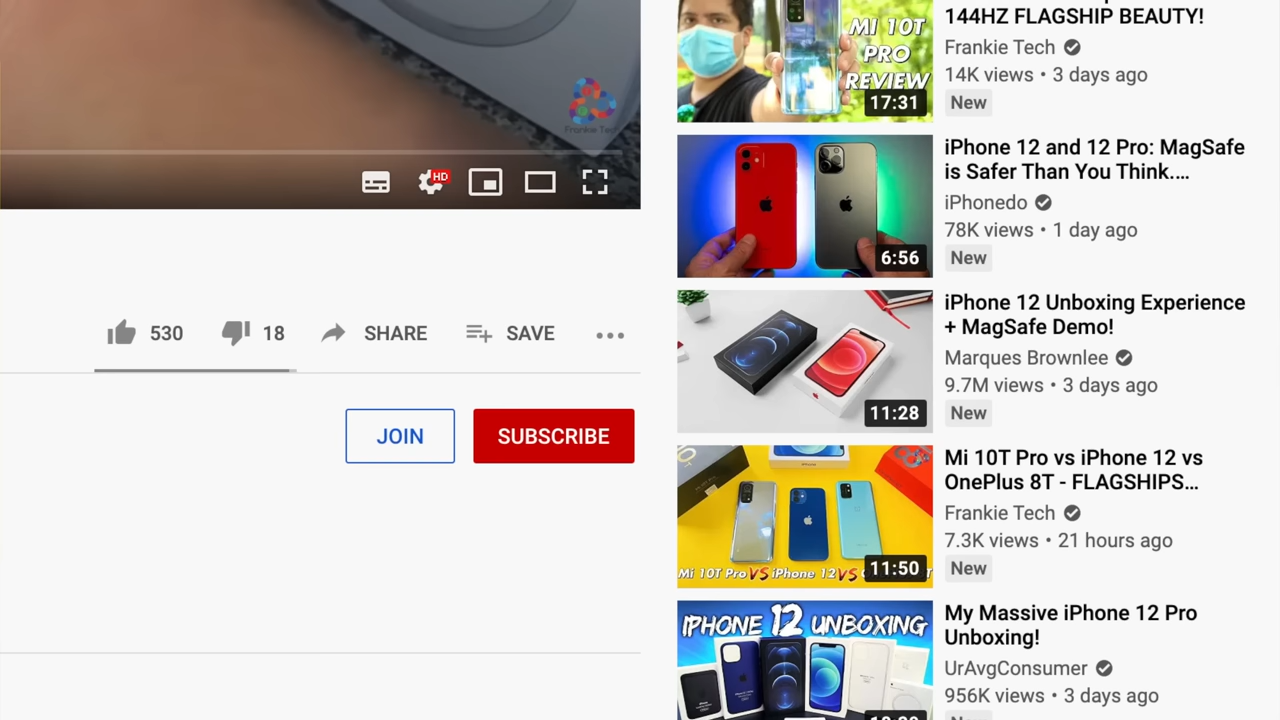 144HZ FLAGSHIP BEAUTY!
Frankie Tech
14K views • 3 days ago
New
MI 10T
PRO
REVIEW
17:31
Frankie Tech
HD
iPhone 12 and 12 Pro: MagSafe
is Safer Than You Think....
iPhonedo
78K views • 1 day ago
New
6:56
530
18
SHARE
SAVE
JOIN
SUBSCRIBE
iPhone 12 Unboxing Experience
+ MagSafe Demo!
Marques Brownlee
9.7M views • 3 days ago
New
11:28
Mi 10T Pro vs iPhone 12 vs
OnePlus 8T - FLAGSHIPS...
Frankie Tech
7.3K views • 21 hours ago
New
11:50
Mi 10T Pro VS iPhone 12 VS
My Massive iPhone 12 Pro
Unboxing!
UrAvgConsumer
956K views • 3 days ago
New
IPHONE 12 UNBOXING